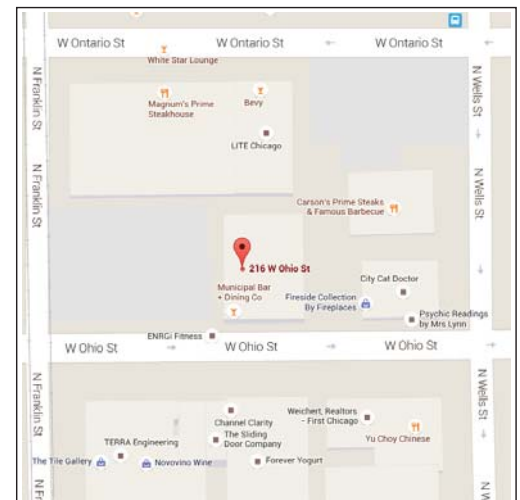 W Ontario St
W Ontario St
W Ontario St
White Star Lounge
N Franklin St
N Wells St
Magnum's Prime
Steakhouse
Bevy
LITE Chicago
N Franklin St
N Wells St
Carson's Prime Steaks
& Famous Barbecue
216 W Ohio St
City Cat Doctor
Municipal Bar
+ Dining Co
Fireside Collection
By Fireplaces
Psychic Readings
by Mrs Lynn
ENRGi Fitness
W Ohio St
W Ohio St
W Ohio St
N Franklin St
N Wells St
Channel Clarity
Weichert, Realtors
- First Chicago
The Sliding
Door Company
TERRA Engineering
Yu Choy Chinese
The Tile Gallery
Novovino Wine
Forever Yogurt
N Fr
N W